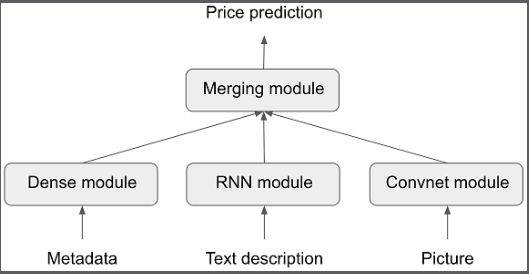 Price prediction
Merging module
Dense module
RNN module
Convnet module
Metadata
Text description
Picture